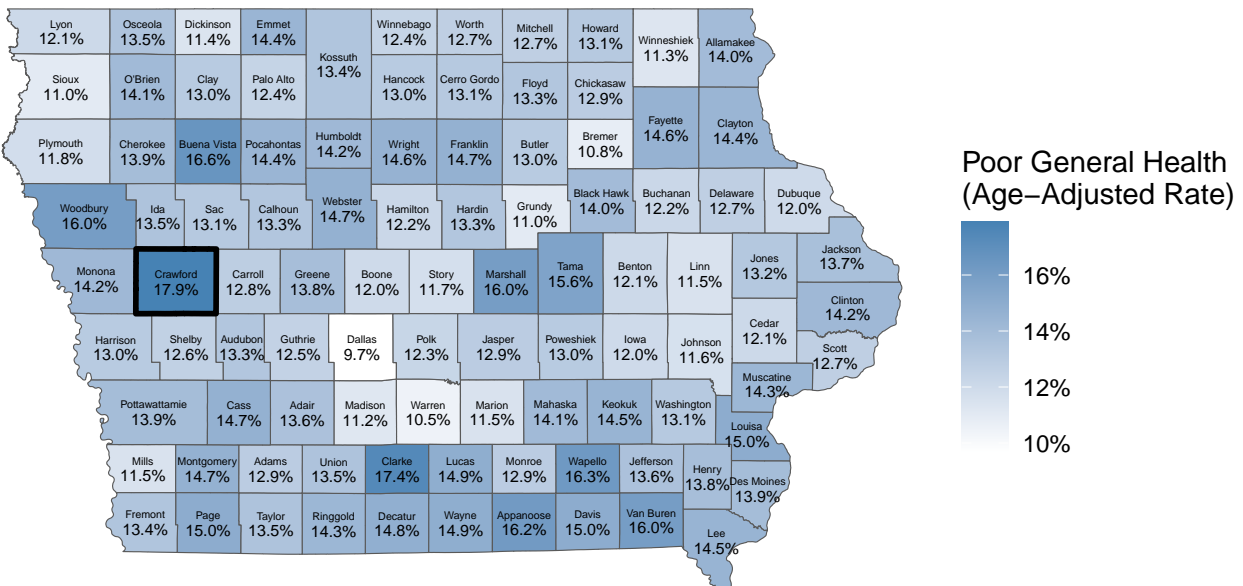 Lyon
12.1%
Osceola
13.5%
Dickinson
11.4%
Emmet
14.4%
Kossuth
13.4%
Winnebago
12.4%
Worth
12.7%
Mitchell
12.7%
Howard
13.1%
Winneshiek
11.3%
Allamakee
14.0%
Sioux
11.0%
O'Brien
14.1%
Clay
13.0%
Palo Alto
12.4%
Hancock
13.0%
Cerro Gordo
13.1%
Floyd
13.3%
Chickasaw
12.9%
Plymouth
11.8%
Cherokee
13.9%
Buena Vista
16.6%
Pocahontas
14.4%
Humboldt
14.2%
Wright
14.6%
Franklin
14.7%
Butler
13.0%
Bremer
10.8%
Fayette
14.6%
Clayton
14.4%
Woodbury
16.0%
Ida
13.5%
Sac
13.1%
Calhoun
13.3%
Webster
14.7%
Hamilton
12.2%
Hardin
13.3%
Grundy
11.0%
Black Hawk
14.0%
Buchanan
12.2%
Delaware
12.7%
Dubuque
12.0%
Monona
14.2%
Crawford
17.9%
Carroll
12.8%
Greene
13.8%
Boone
12.0%
Story
11.7%
Marshall
16.0%
Tama
15.6%
Benton
12.1%
Linn
11.5%
Jones
13.2%
Jackson
13.7%
Clinton
14.2%
Harrison
13.0%
Shelby
12.6%
Audubon
13.3%
Guthrie
12.5%
Dallas
9.7%
Polk
12.3%
Jasper
12.9%
Poweshiek
13.0%
Iowa
12.0%
Johnson
11.6%
Cedar
12.1%
Scott
12.7%
Muscatine
14.3%
Pottawattamie
13.9%
Cass
14.7%
Adair
13.6%
Madison
11.2%
Warren
10.5%
Marion
11.5%
Mahaska
14.1%
Keokuk
14.5%
Washington
13.1%
Louisa
15.0%
Mills
11.5%
Montgomery
14.7%
Adams
12.9%
Union
13.5%
Clarke
17.4%
Lucas
14.9%
Monroe
12.9%
Wapello
16.3%
Jefferson
13.6%
Henry
13.8%
Des Moines
13.9%
Fremont
13.4%
Page
15.0%
Taylor
13.5%
Ringgold
14.3%
Decatur
14.8%
Wayne
14.9%
Appanoose
16.2%
Davis
15.0%
Van Buren
16.0%
Lee
14.5%
Poor General Health
(Age−Adjusted Rate)
16%
14%
12%
10%